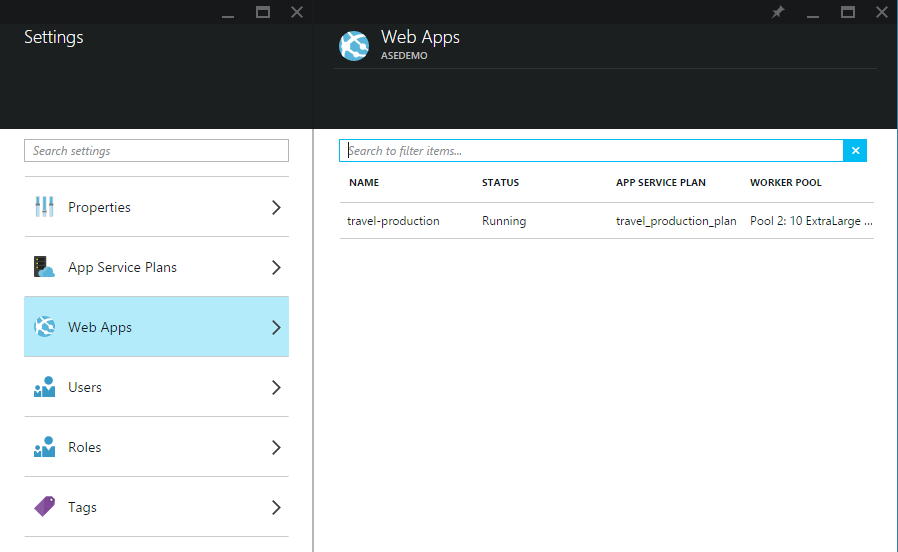 Settings
Search settings
Properties
App Service Plans
Web Apps
Users
Roles
Tags
Web Apps
ASEDEMO
Search to filter items...
NAME STATUS APP SERVICE PLAN WORKER POOL
travel-production Running travel_production_plan Pool 2: 10 ExtraLarge ...